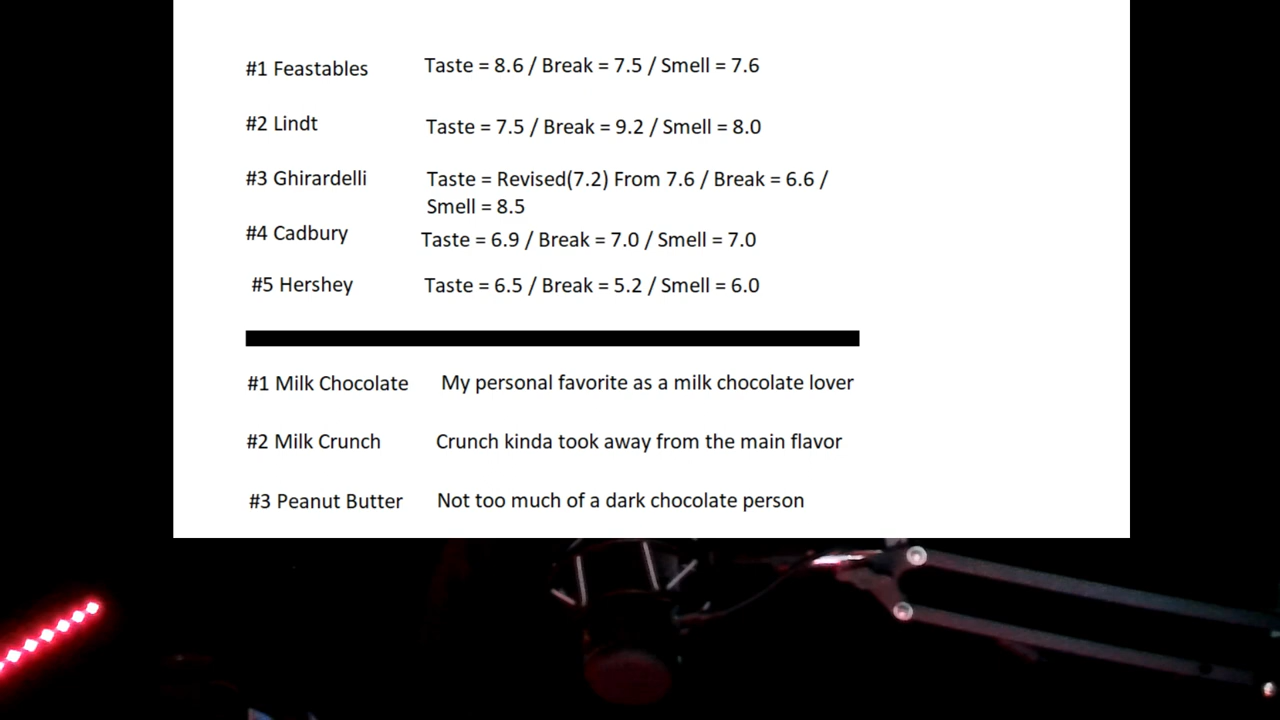 #1 Feastables Taste = 8.6 / Break = 7.5 / Smell = 7.6
#2 Lindt Taste = 7.5 / Break = 9.2 / Smell = 8.0
#3 Ghirardelli Taste = Revised(7.2) From 7.6 / Break = 6.6 /
Smell = 8.5
#4 Cadbury Taste = 6.9 / Break = 7.0 / Smell = 7.0
#5 Hershey Taste = 6.5 / Break = 5.2 / Smell = 6.0
#1 Milk Chocolate My personal favorite as a milk chocolate lover
#2 Milk Crunch Crunch kinda took away from the main flavor
#3 Peanut Butter Not too much of a dark chocolate person